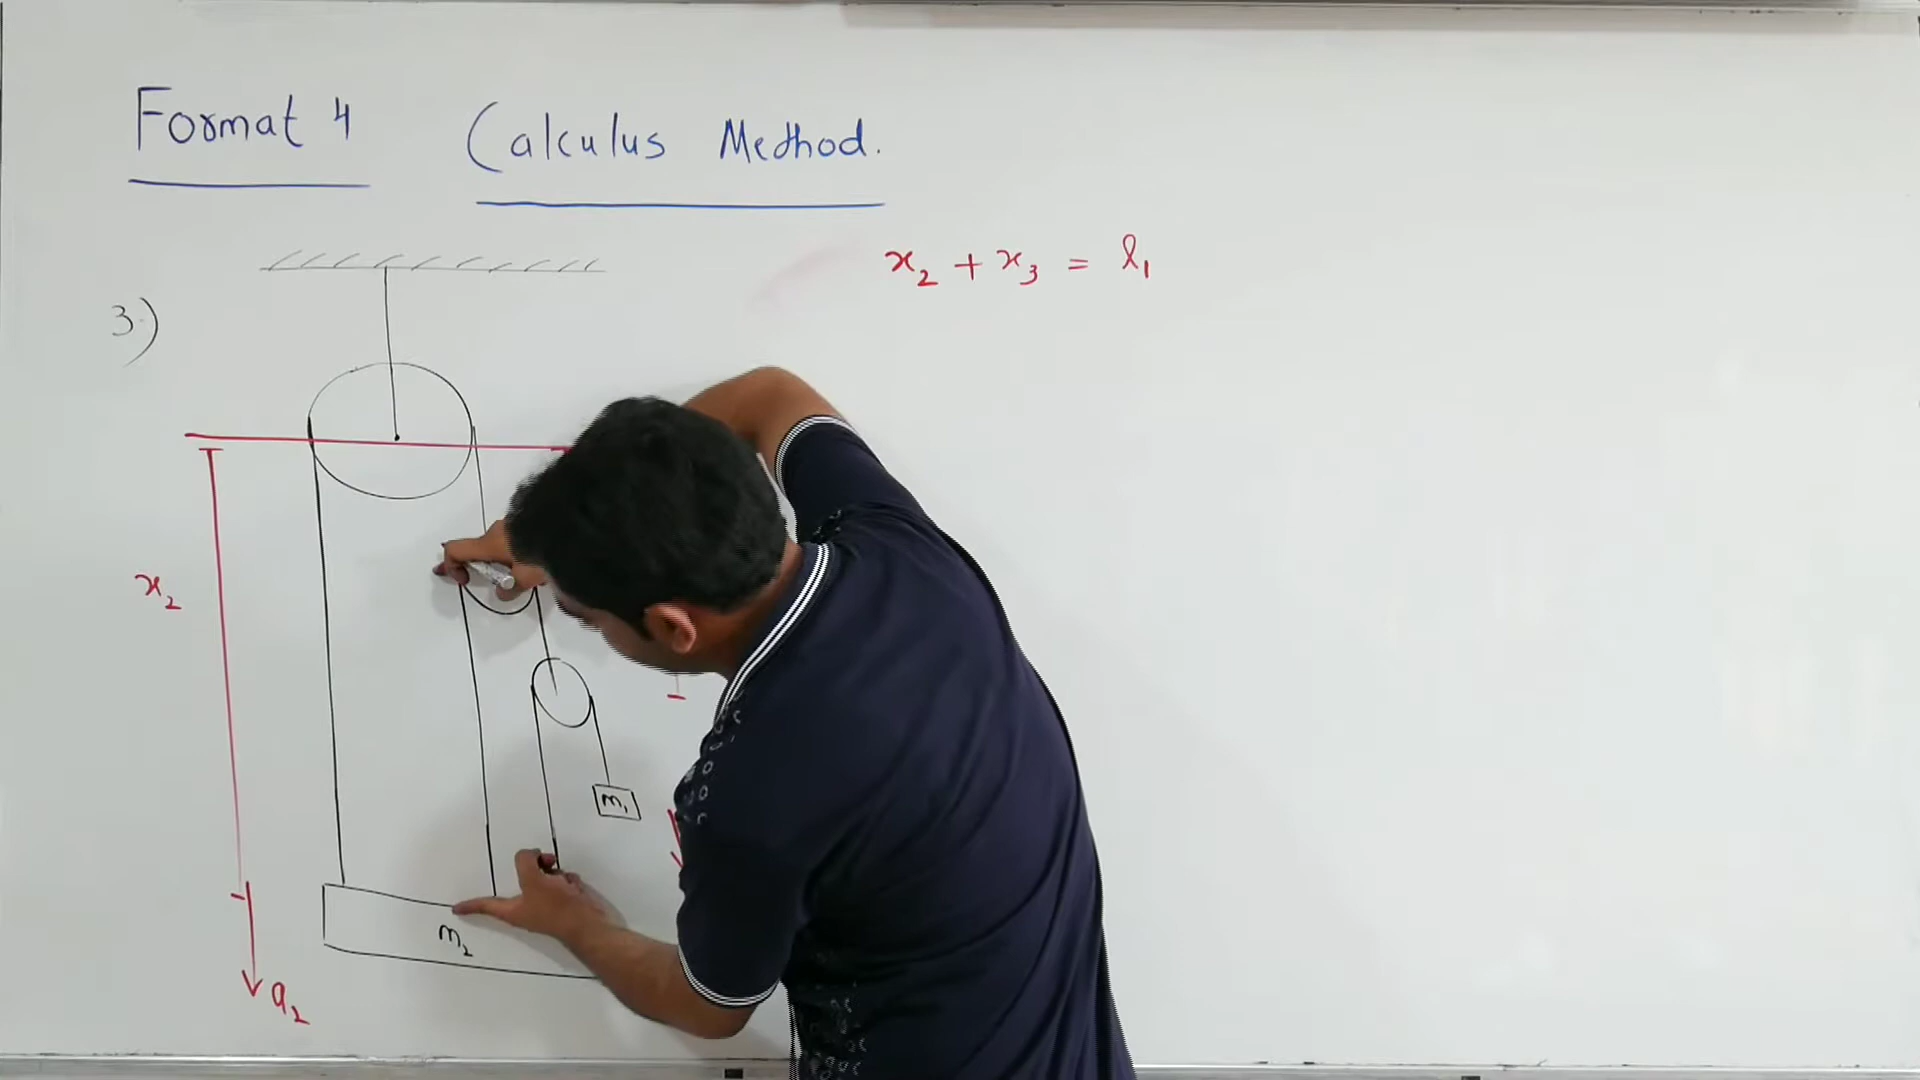 Format 4 Calculus Method.
x₂ + x₃ = l₁
3)
x₂
m₁
m₂
a₂